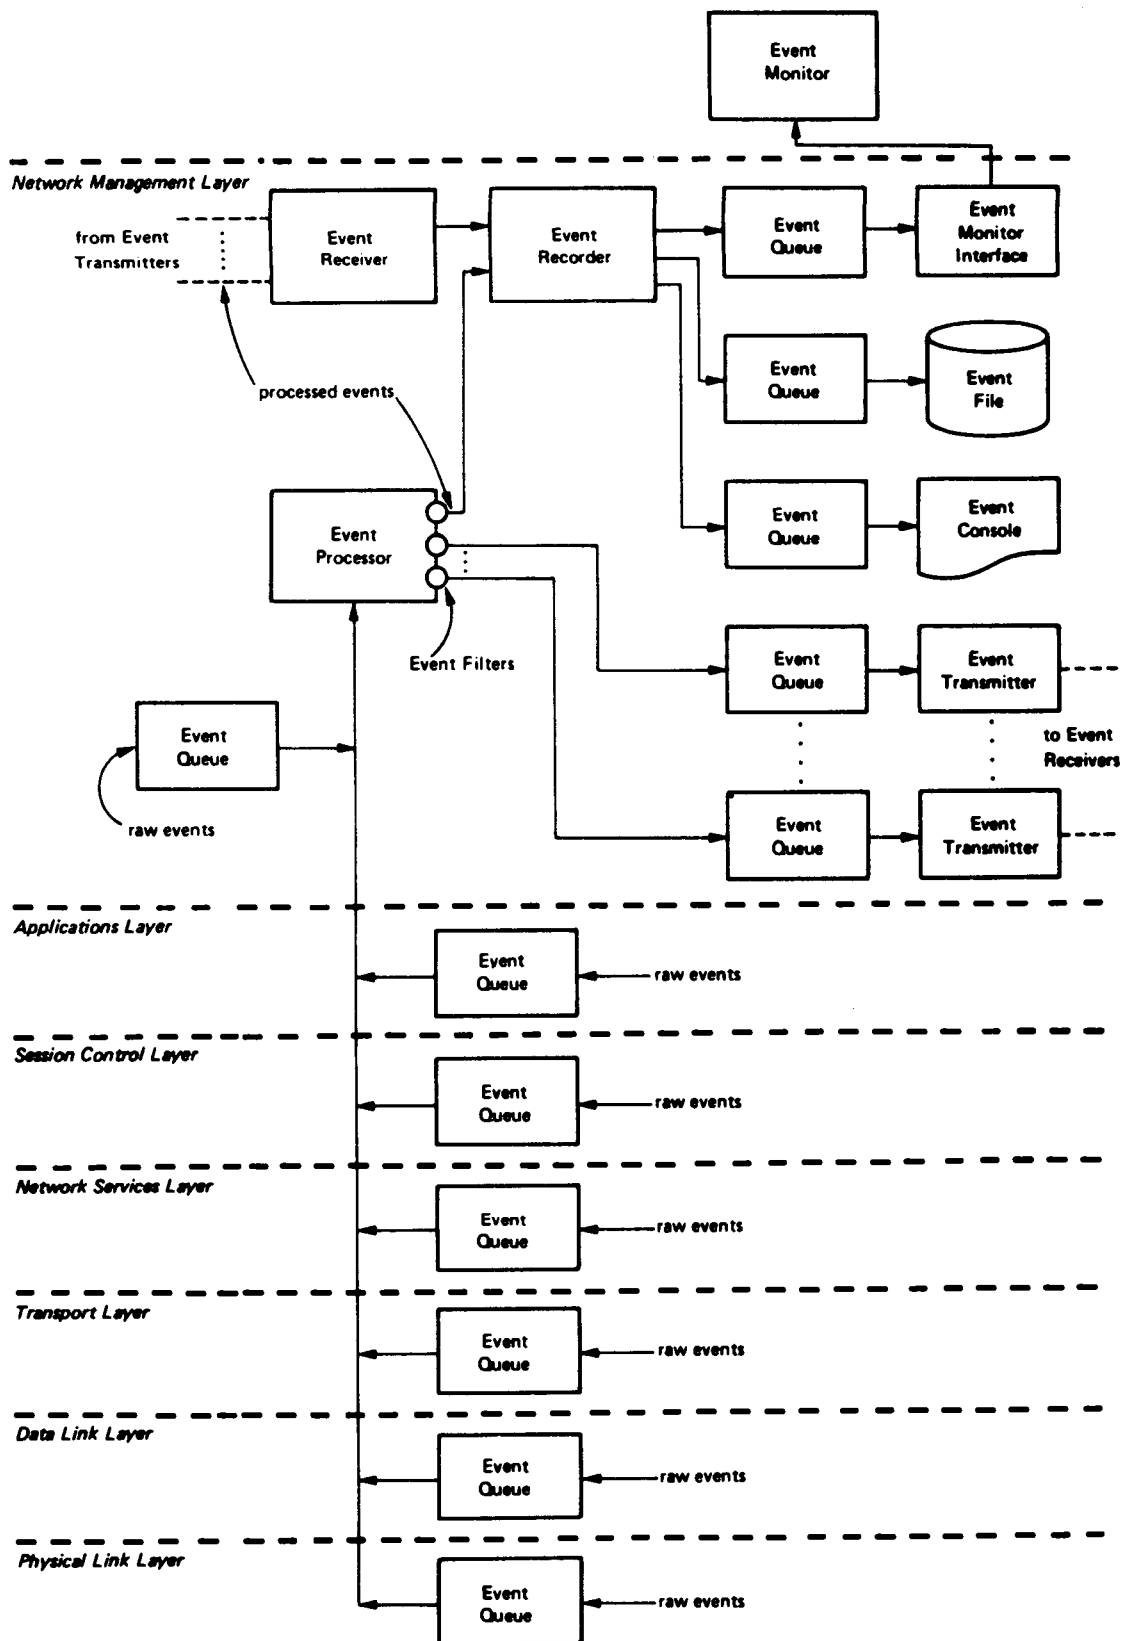 Event
Monitor
Network Management Layer
from Event
Transmitters
Event
Receiver
Event
Recorder
Event
Queue
Event
Monitor
Interface
processed events
Event
Queue
Event
File
Event
Processor
Event
Queue
Event
Console
Event Filters
Event
Queue
Event
Transmitter
Event
Queue
raw events
to Event
Receivers
Event
Queue
Event
Transmitter
Applications Layer
Event
Queue
raw events
Session Control Layer
Event
Queue
raw events
Network Services Layer
Event
Queue
raw events
Transport Layer
Event
Queue
raw events
Data Link Layer
Event
Queue
raw events
Physical Link Layer
Event
Queue
raw events